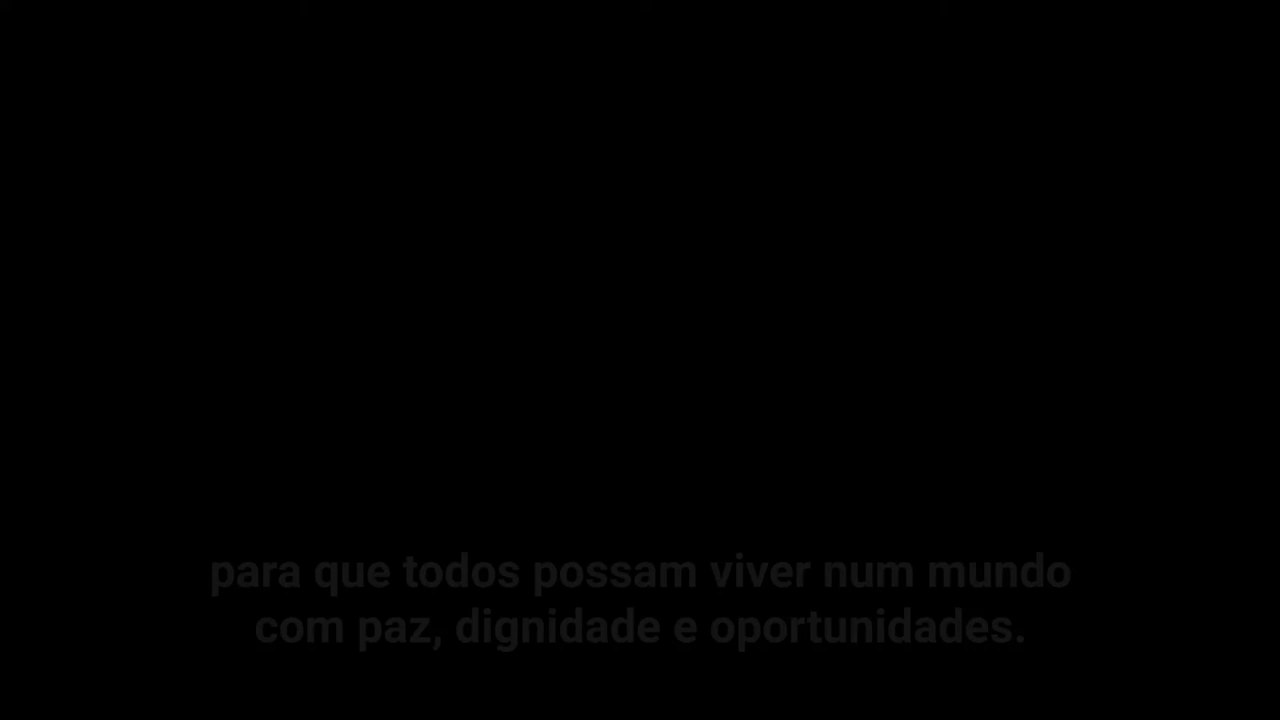 para que todos possam viver num mundo
com paz, dignidade e oportunidades.